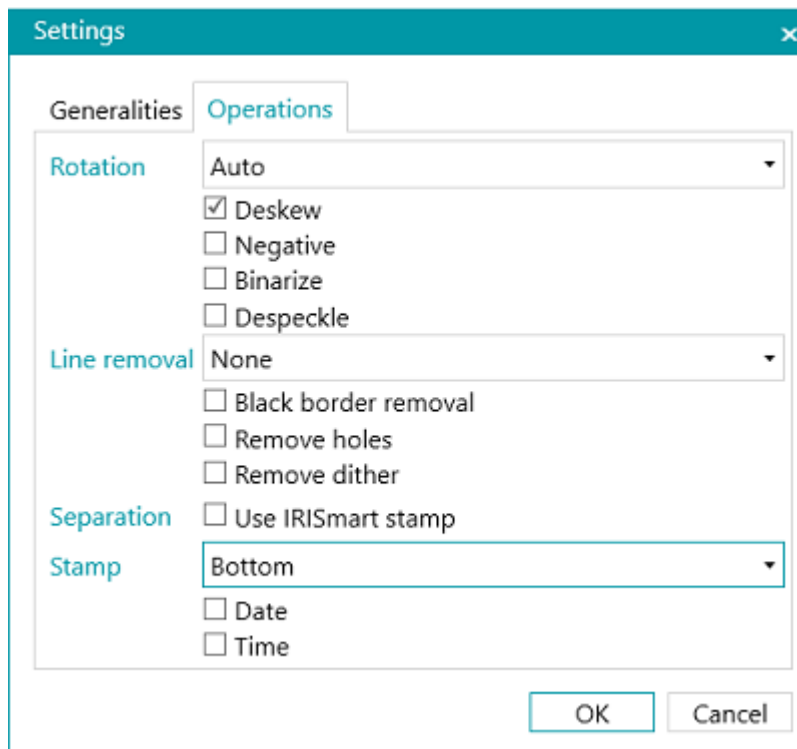 Settings
Generalities Operations
Rotation Auto
Deskew
Negative
Binarize
Despeckle
Line removal None
Black border removal
Remove holes
Remove dither
Separation Use IRISmart stamp
Stamp Bottom
Date
Time
OK Cancel